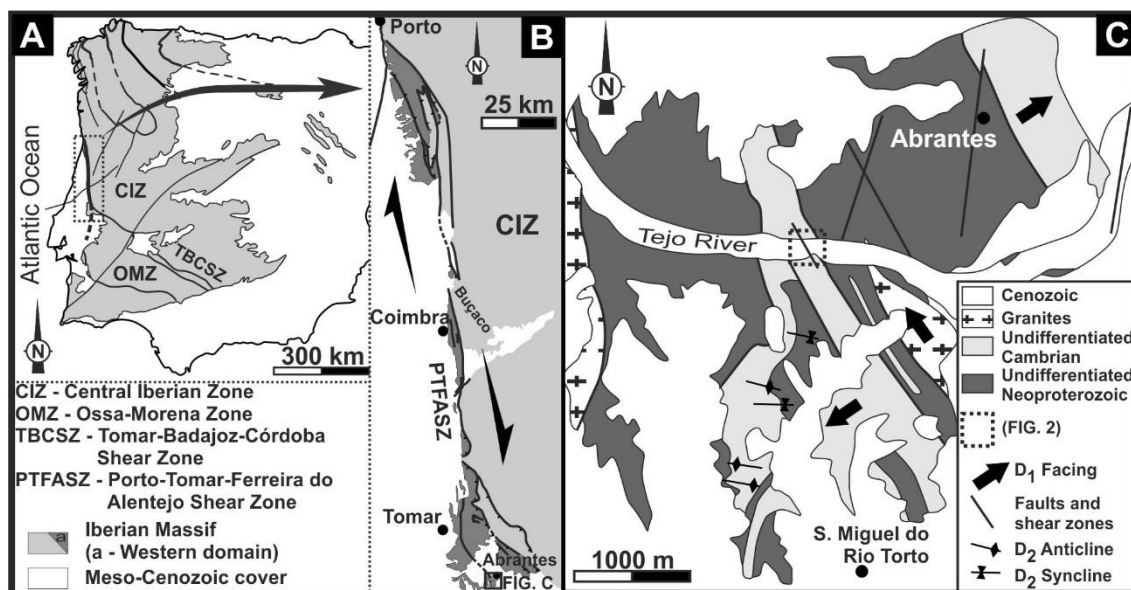 A
Atlantic Ocean
CIZ
OMZ
TBCSZ
N
300 km
CIZ - Central Iberian Zone
OMZ - Ossa-Morena Zone
TBCSZ - Tomar-Badajoz-Córdoba
Shear Zone
PTFASZ - Porto-Tomar-Ferreira do
Alentejo Shear Zone
a
Iberian Massif
(a - Western domain)
Meso-Cenozoic cover
B
Porto
N
25 km
CIZ
Buçaco
Coimbra
PTFASZ
Tomar
Abrantes
FIG. C
C
N
Abrantes
Tejo River
S. Miguel do
Rio Torto
1000 m
Cenozoic
Granites
Undifferentiated
Cambrian
Undifferentiated
Neoproterozoic
(FIG. 2)
D1 Facing
Faults and
shear zones
D2 Anticline
D2 Syncline